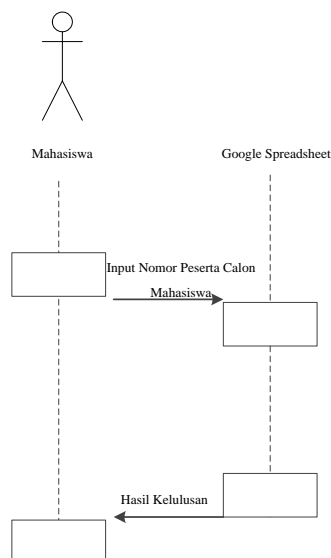 Mahasiswa
Google Spreadsheet
Input Nomor Peserta Calon
Mahasiswa
Hasil Kelulusan